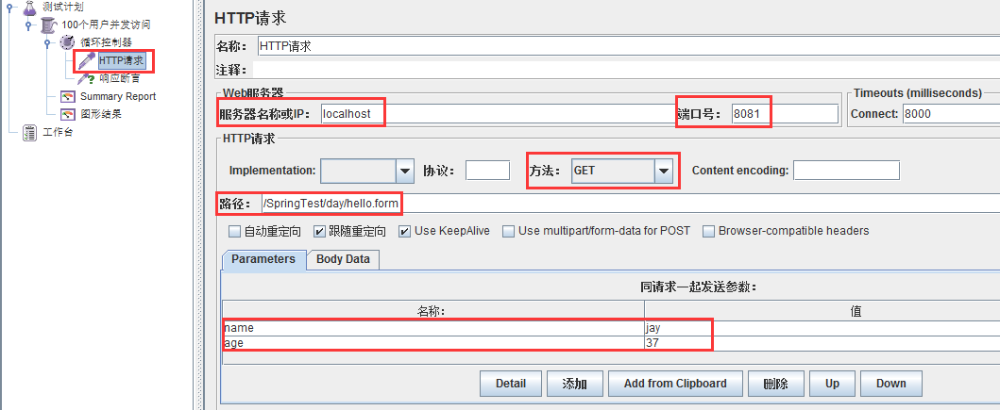 测试计划
100个用户并发访问
循环控制器
HTTP请求
响应断言
Summary Report
图形结果
工作台
HTTP请求
名称： HTTP请求
注释：
Web服务器
服务器名称或IP： localhost
端口号： 8081
Timeouts (milliseconds)
Connect: 8000
HTTP请求
Implementation:
协议：
方法： GET
Content encoding:
路径： /SpringTest/day/hello.form
自动重定向
跟随重定向
Use KeepAlive
Use multipart/form-data for POST
Browser-compatible headers
Parameters
Body Data
同请求一起发送参数：
名称：
值
name jay
age 37
Detail
添加
Add from Clipboard
删除
Up
Down